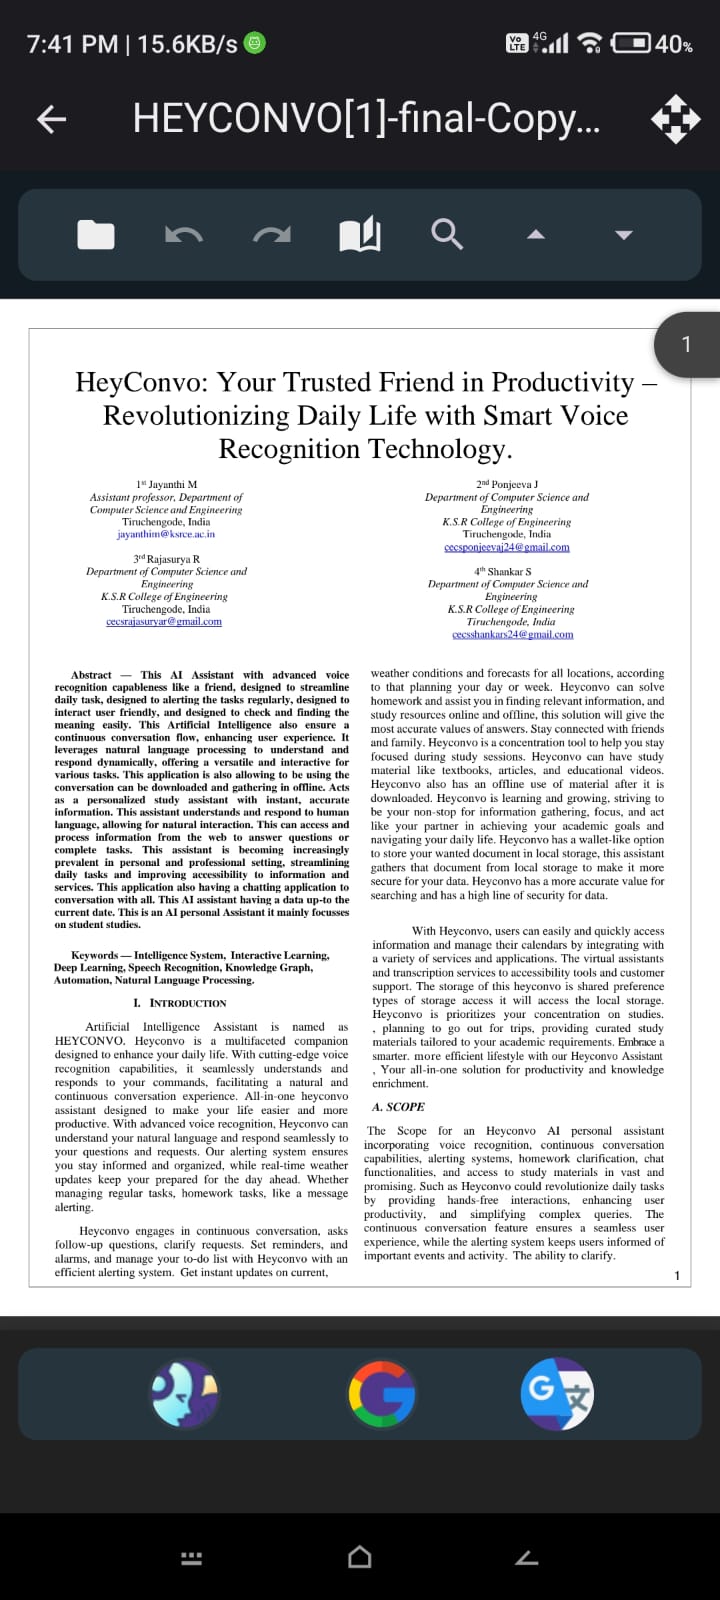 7:41 PM | 15.6KB/s
Vo LTE 4G 40%
HEYCONVO[1]-final-Copy...
1
HeyConvo: Your Trusted Friend in Productivity –
Revolutionizing Daily Life with Smart Voice
Recognition Technology.
1st Jayanthi M
Assistant professor, Department of
Computer Science and Engineering
Tiruchengode, India
jayanthim@ksrce.ac.in
2nd Ponjeeva J
Department of Computer Science and
Engineering
K.S.R College of Engineering
Tiruchengode, India
cecsponjeevaj24@gmail.com
3rd Rajasurya R
Department of Computer Science and
Engineering
K.S.R College of Engineering
Tiruchengode, India
cecsrajasuryar@gmail.com
4th Shankar S
Department of Computer Science and
Engineering
K.S.R College of Engineering
Tiruchengode, India
cecsshankars24@gmail.com
Abstract — This AI Assistant with advanced voice
recognition capableness like a friend, designed to streamline
daily task, designed to alerting the tasks regularly, designed to
interact user friendly, and designed to check and finding the
meaning easily. This Artificial Intelligence also ensure a
continuous conversation flow, enhancing user experience. It
leverages natural language processing to understand and
respond dynamically, offering a versatile and interactive for
various tasks. This application is also allowing to be using the
conversation can be downloaded and gathering in offline. Acts
as a personalized study assistant with instant, accurate
information. This assistant understands and respond to human
language, allowing for natural interaction. This can access and
process information from the web to answer questions or
complete tasks. This assistant is becoming increasingly
prevalent in personal and professional setting, streamlining
daily tasks and improving accessibility to information and
services. This application also having a chatting application to
conversation with all. This AI assistant having a data up-to the
current date. This is an AI personal Assistant it mainly focusses
on student studies.
Keywords — Intelligence System, Interactive Learning,
Deep Learning, Speech Recognition, Knowledge Graph,
Automation, Natural Language Processing.
I. INTRODUCTION
Artificial Intelligence Assistant is named as
HEYCONVO. Heyconvo is a multifaceted companion
designed to enhance your daily life. With cutting-edge voice
recognition capabilities, it seamlessly understands and
responds to your commands, facilitating a natural and
continuous conversation experience. All-in-one heyconvo
assistant designed to make your life easier and more
productive. With advanced voice recognition, Heyconvo can
understand your natural language and respond seamlessly to
your questions and requests. Our alerting system ensures
you stay informed and organized, while real-time weather
updates keep your prepared for the day ahead. Whether
managing regular tasks, homework tasks, like a message
alerting.
Heyconvo engages in continuous conversation, asks
follow-up questions, clarify requests. Set reminders, and
alarms, and manage your to-do list with Heyconvo with an
efficient alerting system. Get instant updates on current,
weather conditions and forecasts for all locations, according
to that planning your day or week. Heyconvo can solve
homework and assist you in finding relevant information, and
study resources online and offline, this solution will give the
most accurate values of answers. Stay connected with friends
and family. Heyconvo is a concentration tool to help you stay
focused during study sessions. Heyconvo can have study
material like textbooks, articles, and educational videos.
Heyconvo also has an offline use of material after it is
downloaded. Heyconvo is learning and growing, striving to
be your non-stop for information gathering, focus, and act
like your partner in achieving your academic goals and
navigating your daily life. Heyconvo has a wallet-like option
to store your wanted document in local storage, this assistant
gathers that document from local storage to make it more
secure for your data. Heyconvo has a more accurate value for
searching and has a high line of security for data.
With Heyconvo, users can easily and quickly access
information and manage their calendars by integrating with
a variety of services and applications. The virtual assistants
and transcription services to accessibility tools and customer
support. The storage of this heyconvo is shared preference
types of storage access it will access the local storage.
Heyconvo is prioritizes your concentration on studies.
, planning to go out for trips, providing curated study
materials tailored to your academic requirements. Embrace a
smarter. more efficient lifestyle with our Heyconvo Assistant
, Your all-in-one solution for productivity and knowledge
enrichment.
A. SCOPE
The Scope for an Heyconvo AI personal assistant
incorporating voice recognition, continuous conversation
capabilities, alerting systems, homework clarification, chat
functionalities, and access to study materials in vast and
promising. Such as Heyconvo could revolutionize daily tasks
by providing hands-free interactions, enhancing user
productivity, and simplifying complex queries. The
continuous conversation feature ensures a seamless user
experience, while the alerting system keeps users informed of
important events and activity. The ability to clarify.
1
G 文